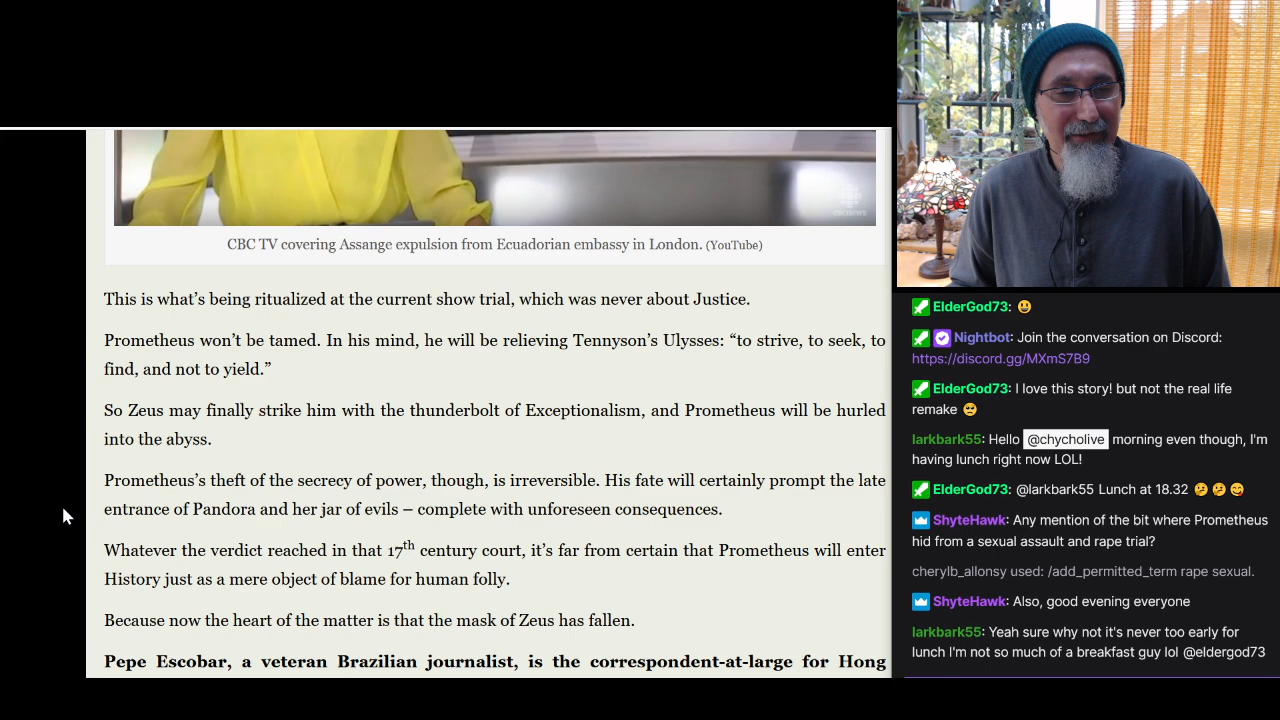 CBC NEWS
CBC TV covering Assange expulsion from Ecuadorian embassy in London. (YouTube)
This is what’s being ritualized at the current show trial, which was never about Justice.
Prometheus won’t be tamed. In his mind, he will be relieving Tennyson’s Ulysses: “to strive, to seek, to
find, and not to yield.”
So Zeus may finally strike him with the thunderbolt of Exceptionalism, and Prometheus will be hurled
into the abyss.
Prometheus’s theft of the secrecy of power, though, is irreversible. His fate will certainly prompt the late
entrance of Pandora and her jar of evils – complete with unforeseen consequences.
Whatever the verdict reached in that 17th century court, it’s far from certain that Prometheus will enter
History just as a mere object of blame for human folly.
Because now the heart of the matter is that the mask of Zeus has fallen.
Pepe Escobar, a veteran Brazilian journalist, is the correspondent-at-large for Hong
ElderGod73: 😃
Nightbot: Join the conversation on Discord:
https://discord.gg/MXmS7B9
ElderGod73: I love this story! but not the real life
remake 🥺
larkbark55: Hello @chycholive morning even though, I'm
having lunch right now LOL!
ElderGod73: @larkbark55 Lunch at 18.32 🤔 🤔 😋
ShyteHawk: Any mention of the bit where Prometheus
hid from a sexual assault and rape trial?
cherylb_allonsy used: /add_permitted_term rape sexual.
ShyteHawk: Also, good evening everyone
larkbark55: Yeah sure why not it's never too early for
lunch I'm not so much of a breakfast guy lol @eldergod73